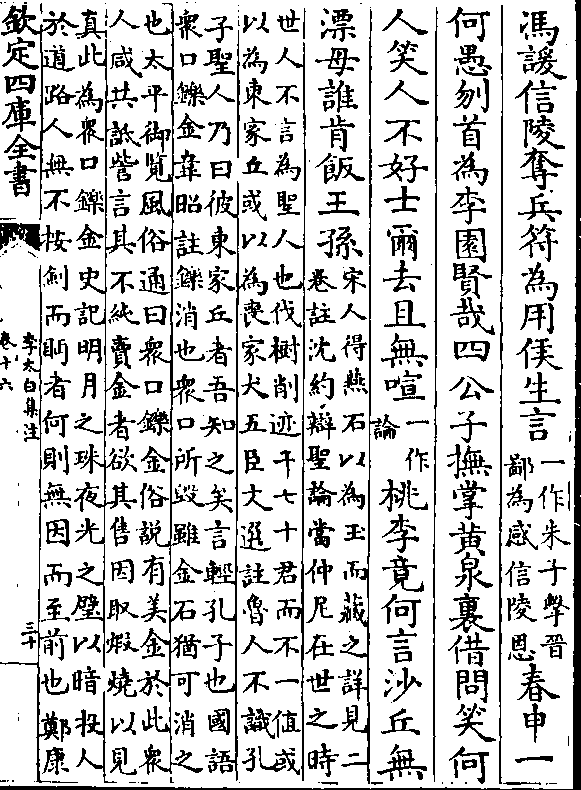 馮諼信陵奪兵符為用侯生言
一作朱子擊晉
鄙為感信陵恩
春申一
何愚刎首為李園賢哉四公子撫掌黃泉裏借問笑何
人笑人不好士爾去且無喧
一作
論
桃李竟何言沙丘無
漂母誰肯飯王孫
宋人得燕石以為玉而藏之詳見二
卷註沈約辯聖論當仲尼在世之時
世人不言為聖人也伐樹削迹干七十君而不一值或
以為東家丘或以為喪家犬五臣文選註魯人不識孔
子聖人乃曰彼東家丘者吾知之矣言輕孔子也國語
衆口鑠金韋昭註鑠消也衆口所毁雖金石猶可消之
也太平御覽風俗通曰衆口鑠金俗說有美金於此衆
人咸共詆訾言其不純賣金者欲其售因取煅燒以見
真此為衆口鑠金史記明月之珠夜光之璧以暗投人
於道路人無不按劍而眄者何則無因而至前也鄭康
欽定四庫全書
李太白集注
卷十六
三十